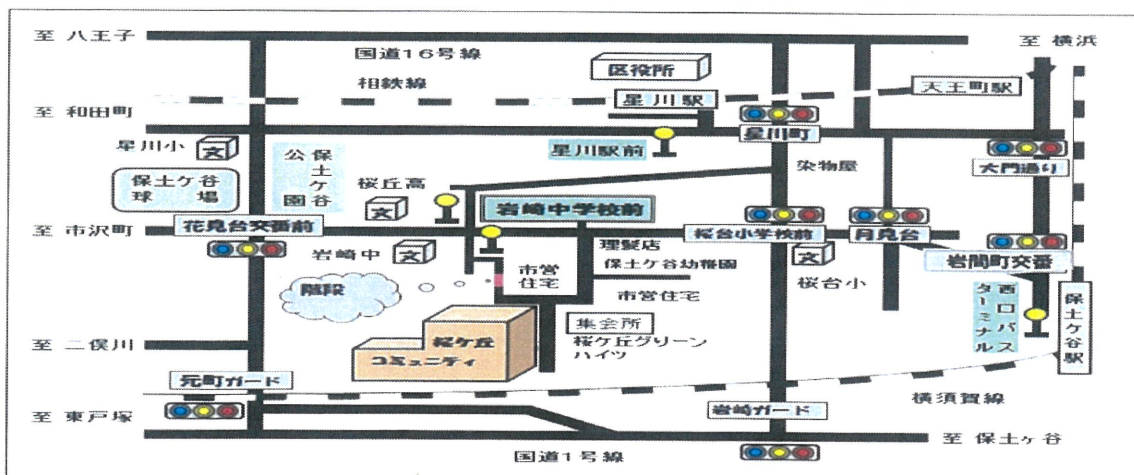 至 八王子
国道16号線
至 横浜
区役所
相鉄線
天王町駅
星川駅
至 和田町
星川町
星川小
文
公園
保土ケ谷
星川駅前
染物屋
大門通り
保土ケ谷
球場
桜丘高
文
岩崎中学校前
至 市沢町
花見台交番前
桜台小学校前
月見台
理髪店
岩崎中
文
市営
住宅
保土ケ谷幼稚園
文
岩間町交番
階段
市営住宅
桜台小
西口バス
ターミナル
保土ケ谷駅
集会所
桜ケ丘
コミュニティ
桜ケ丘グリーン
ハイツ
至 二俣川
元町ガード
横須賀線
至 東戸塚
岩崎ガード
至 保土ヶ谷
国道1号線